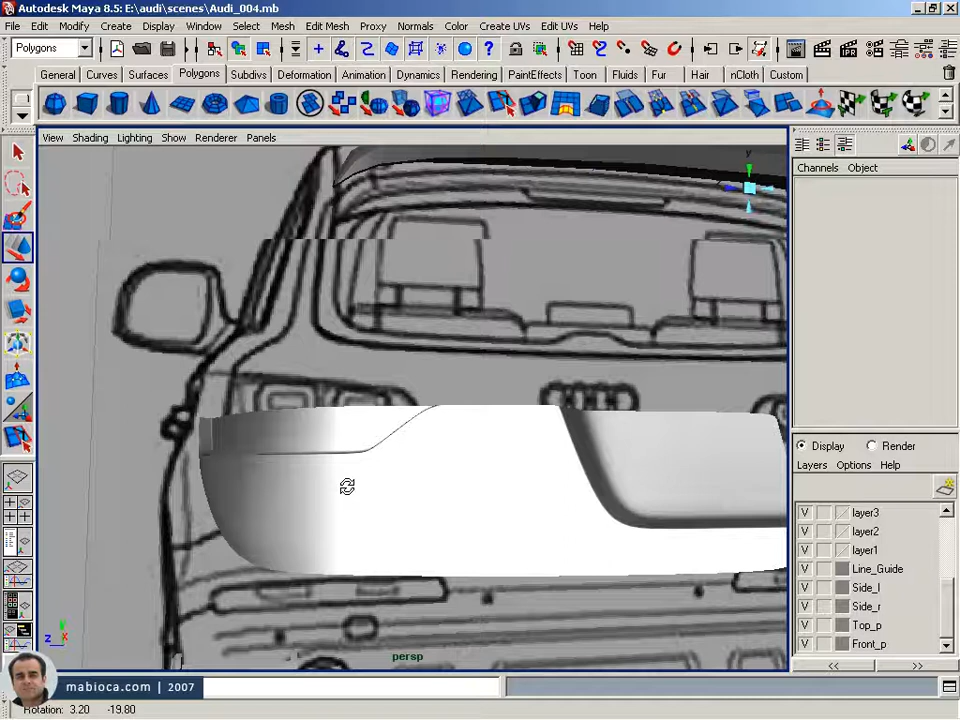 Autodesk Maya 8.5: E:\audi\scenes\Audi_004.mb
File Edit Modify Create Display Window Select Mesh Edit Mesh Proxy Normals Color Create UVs Edit UVs Help
Polygons
General Curves Surfaces Polygons Subdivs Deformation Animation Dynamics Rendering PaintEffects Toon Fluids Fur Hair nCloth Custom
View Shading Lighting Show Renderer Panels
Channels Object
y
Display Render
Layers Options Help
V layer3
V layer2
V layer1
V Line_Guide
V Side_l
V Side_r
V Top_p
V Front_p
y
z x
persp
<< >>
mabioca.com | 2007
Rotation: 3.20 -19.80